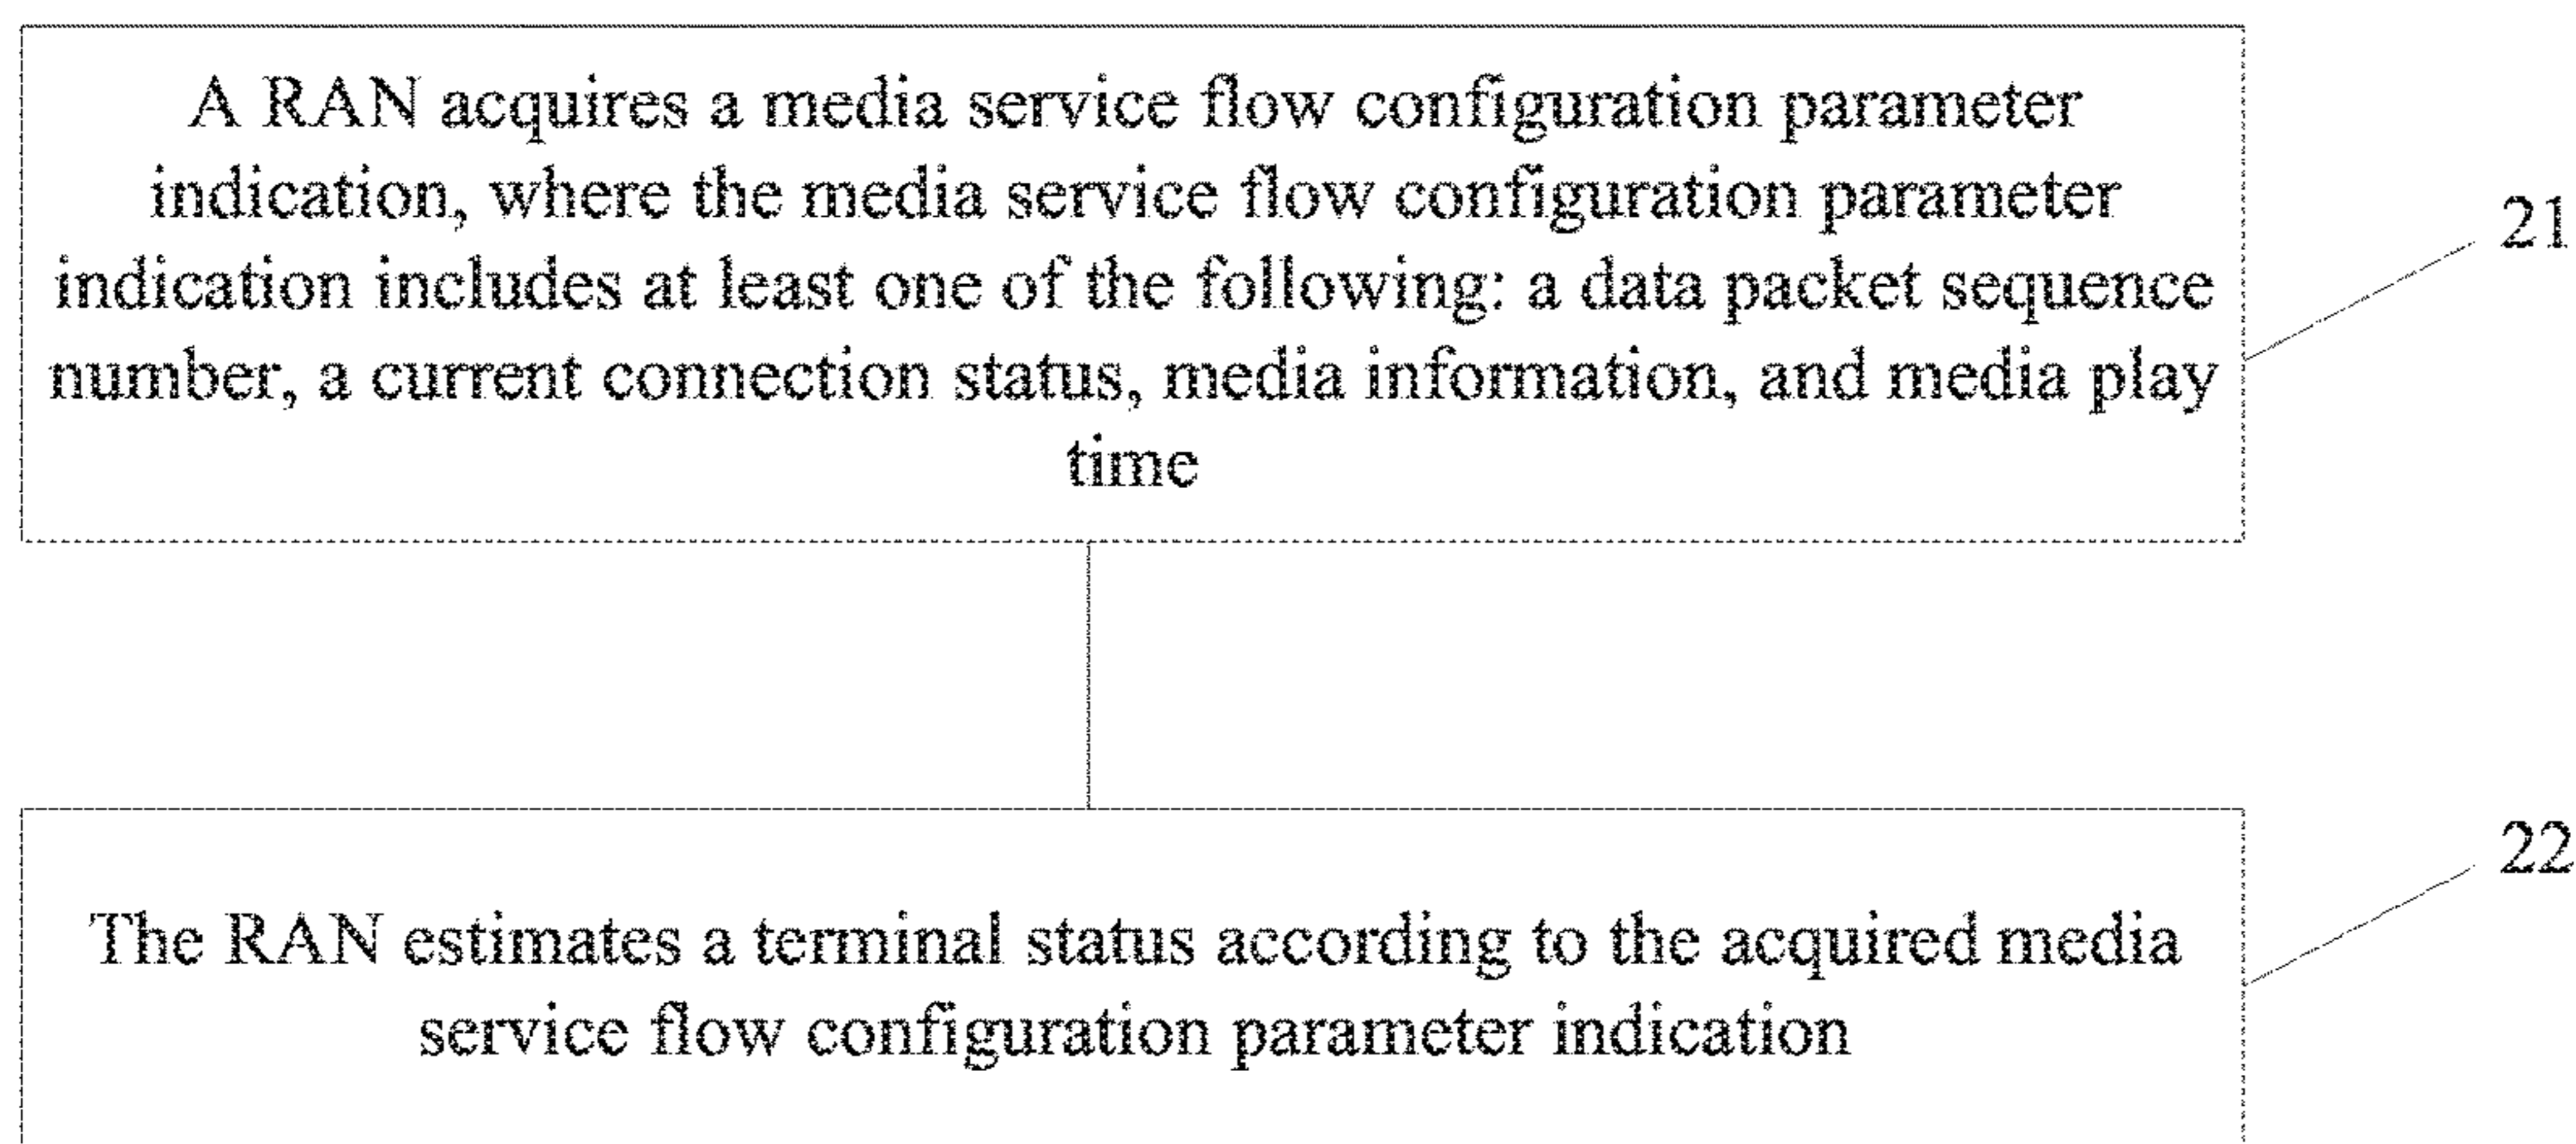 A RAN acquires a media service flow configuration parameter
indication, where the media service flow configuration parameter
indication includes at least one of the following: a data packet sequence
number, a current connection status, media information, and media play
time
21
The RAN estimates a terminal status according to the acquired media
service flow configuration parameter indication
22